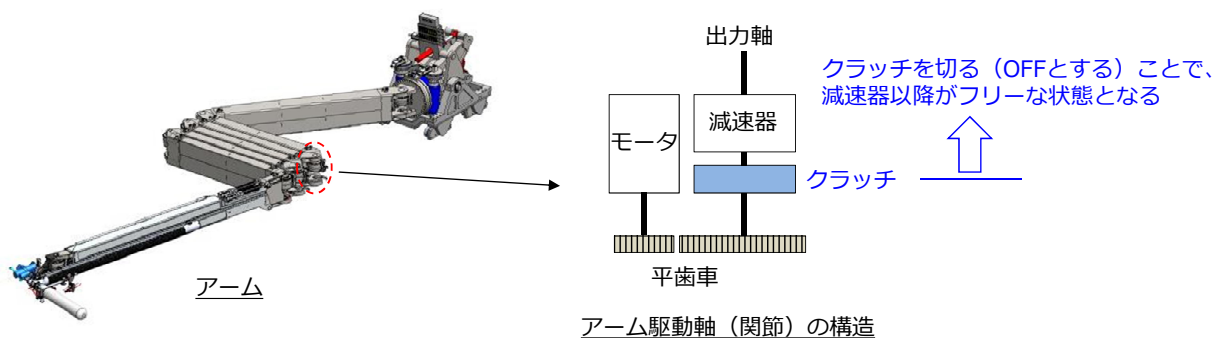 出力軸
クラッチを切る（OFFとする）ことで、
減速器以降がフリーな状態となる
モータ
減速器
クラッチ
平歯車
アーム
アーム駆動軸（関節）の構造